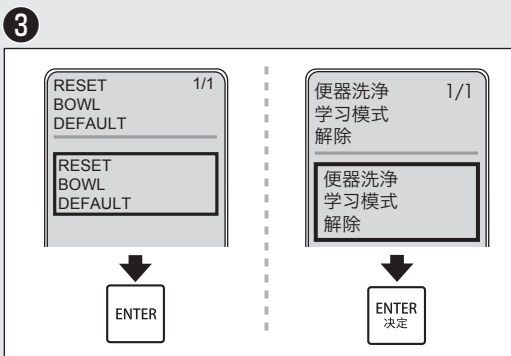 3
RESET 1/1
BOWL
DEFAULT
RESET
BOWL
DEFAULT
ENTER
便器洗浄 1/1
学习模式
解除
便器洗浄
学习模式
解除
ENTER
决定